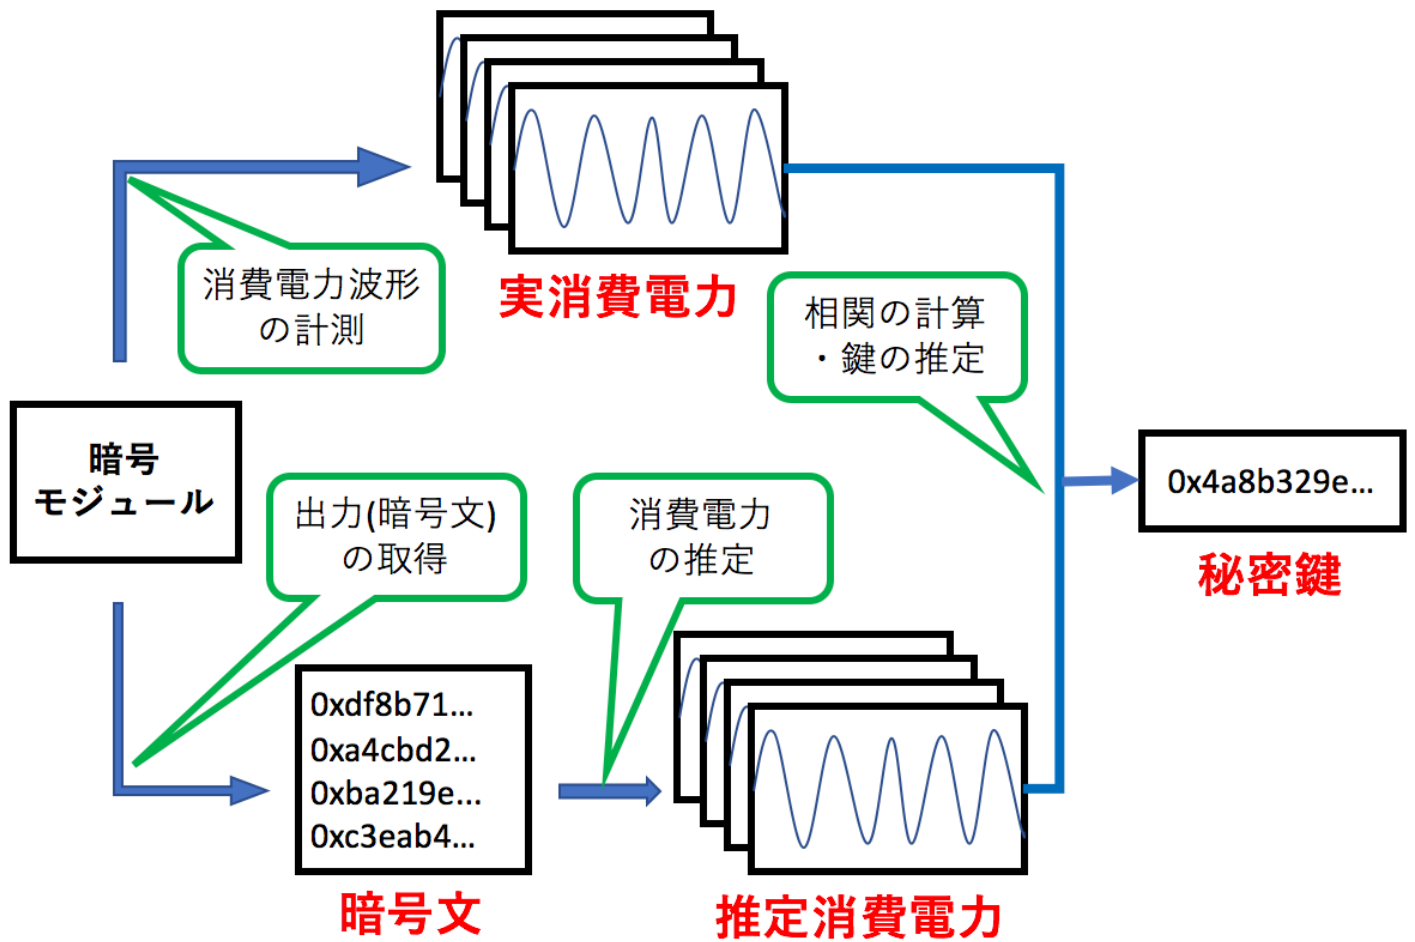 消費電力波形
の計測
実消費電力
相関の計算
・鍵の推定
暗号
モジュール
出力(暗号文)
の取得
消費電力
の推定
0x4a8b329e...
秘密鍵
0xdf8b71...
0xa4cbd2...
0xba219e...
0xc3eab4...
暗号文
推定消費電力